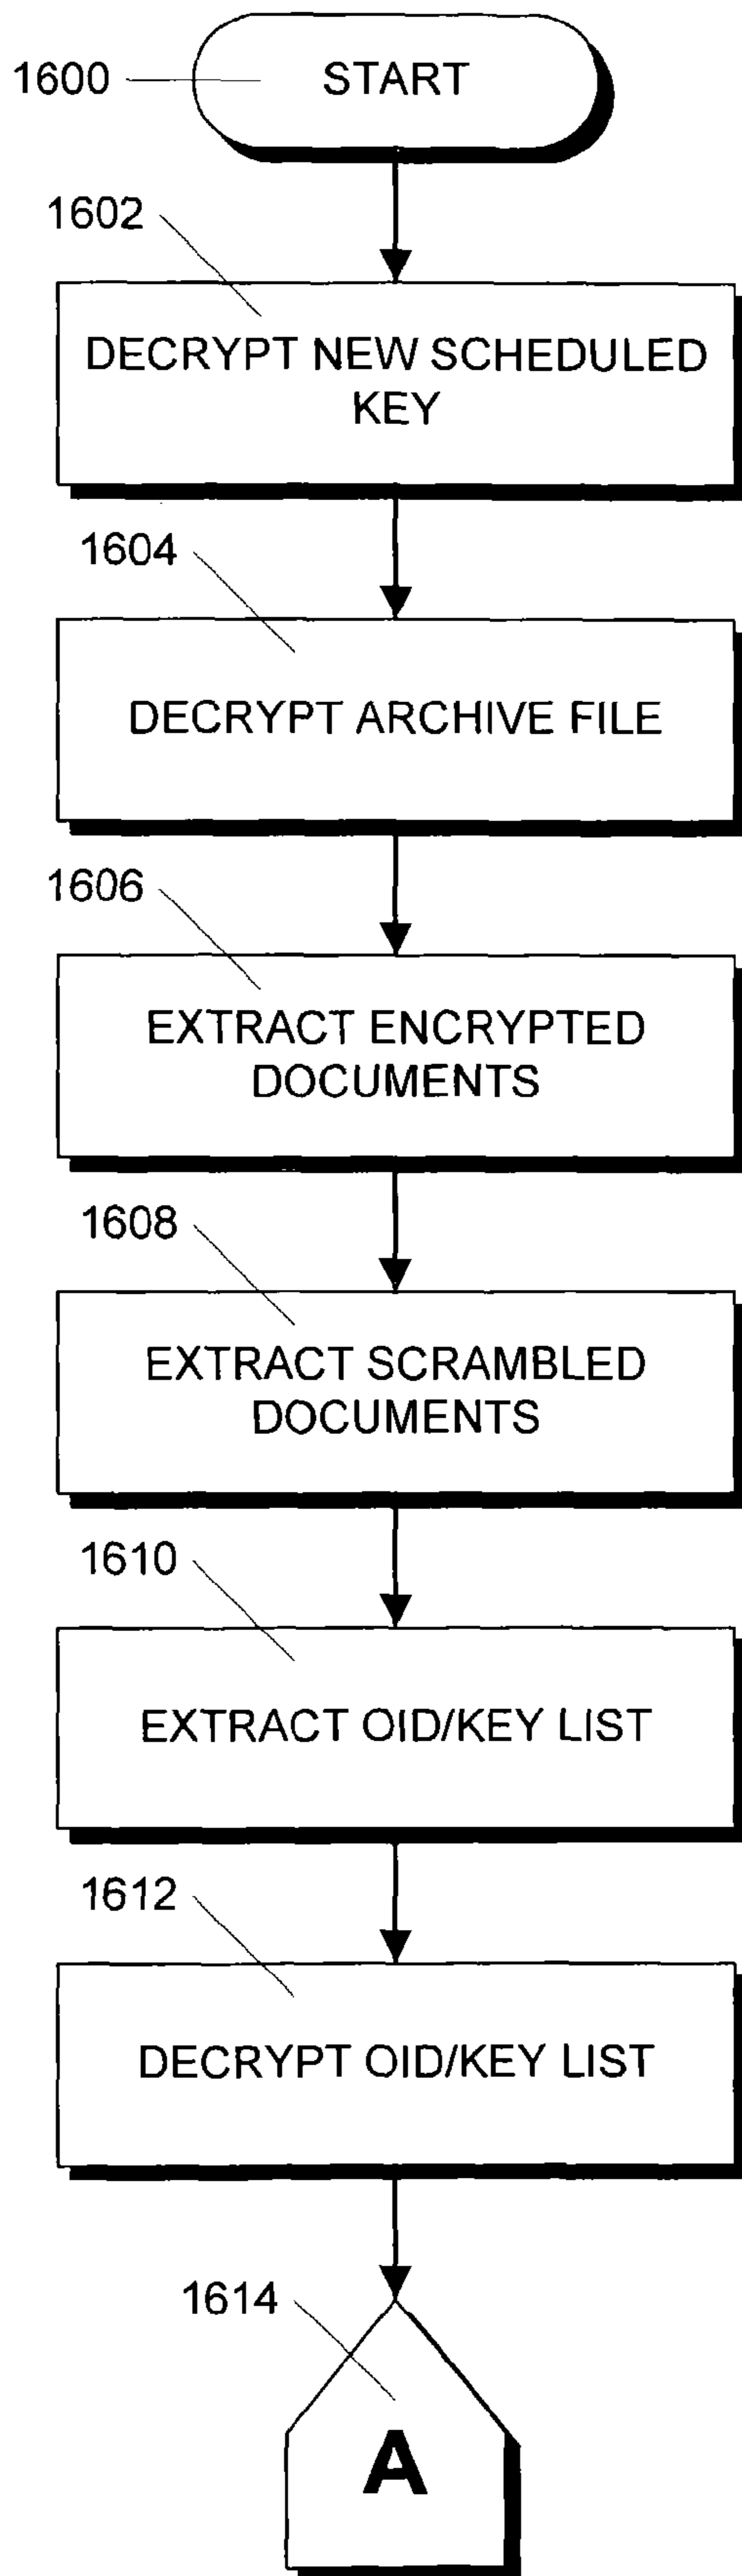 1600
START
1602
DECRYPT NEW SCHEDULED
KEY
1604
DECRYPT ARCHIVE FILE
1606
EXTRACT ENCRYPTED
DOCUMENTS
1608
EXTRACT SCRAMBLED
DOCUMENTS
1610
EXTRACT OID/KEY LIST
1612
DECRYPT OID/KEY LIST
1614
A